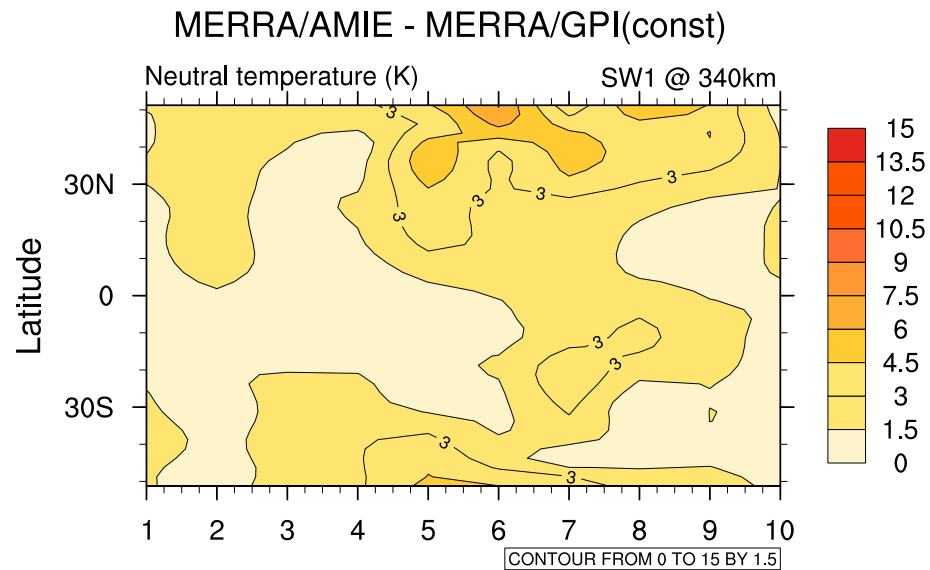 MERRA/AMIE - MERRA/GPI(const)
Neutral temperature (K)
SW1 @ 340km
Latitude
30N
0
30S
3
3
3
3
3
3
3
3
3
1 2 3 4 5 6 7 8 9 10
15
13.5
12
10.5
9
7.5
6
4.5
3
1.5
0
CONTOUR FROM 0 TO 15 BY 1.5